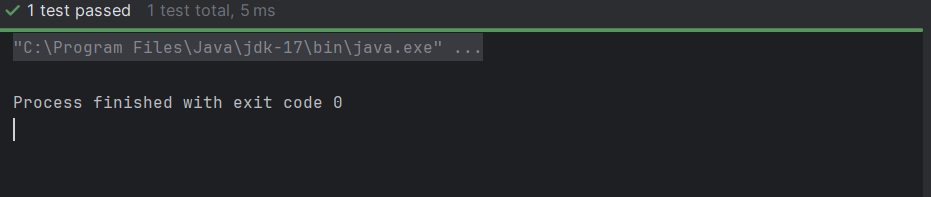 1 test passed 1 test total, 5 ms
"C:\Program Files\Java\jdk-17\bin\java.exe" ...
Process finished with exit code 0